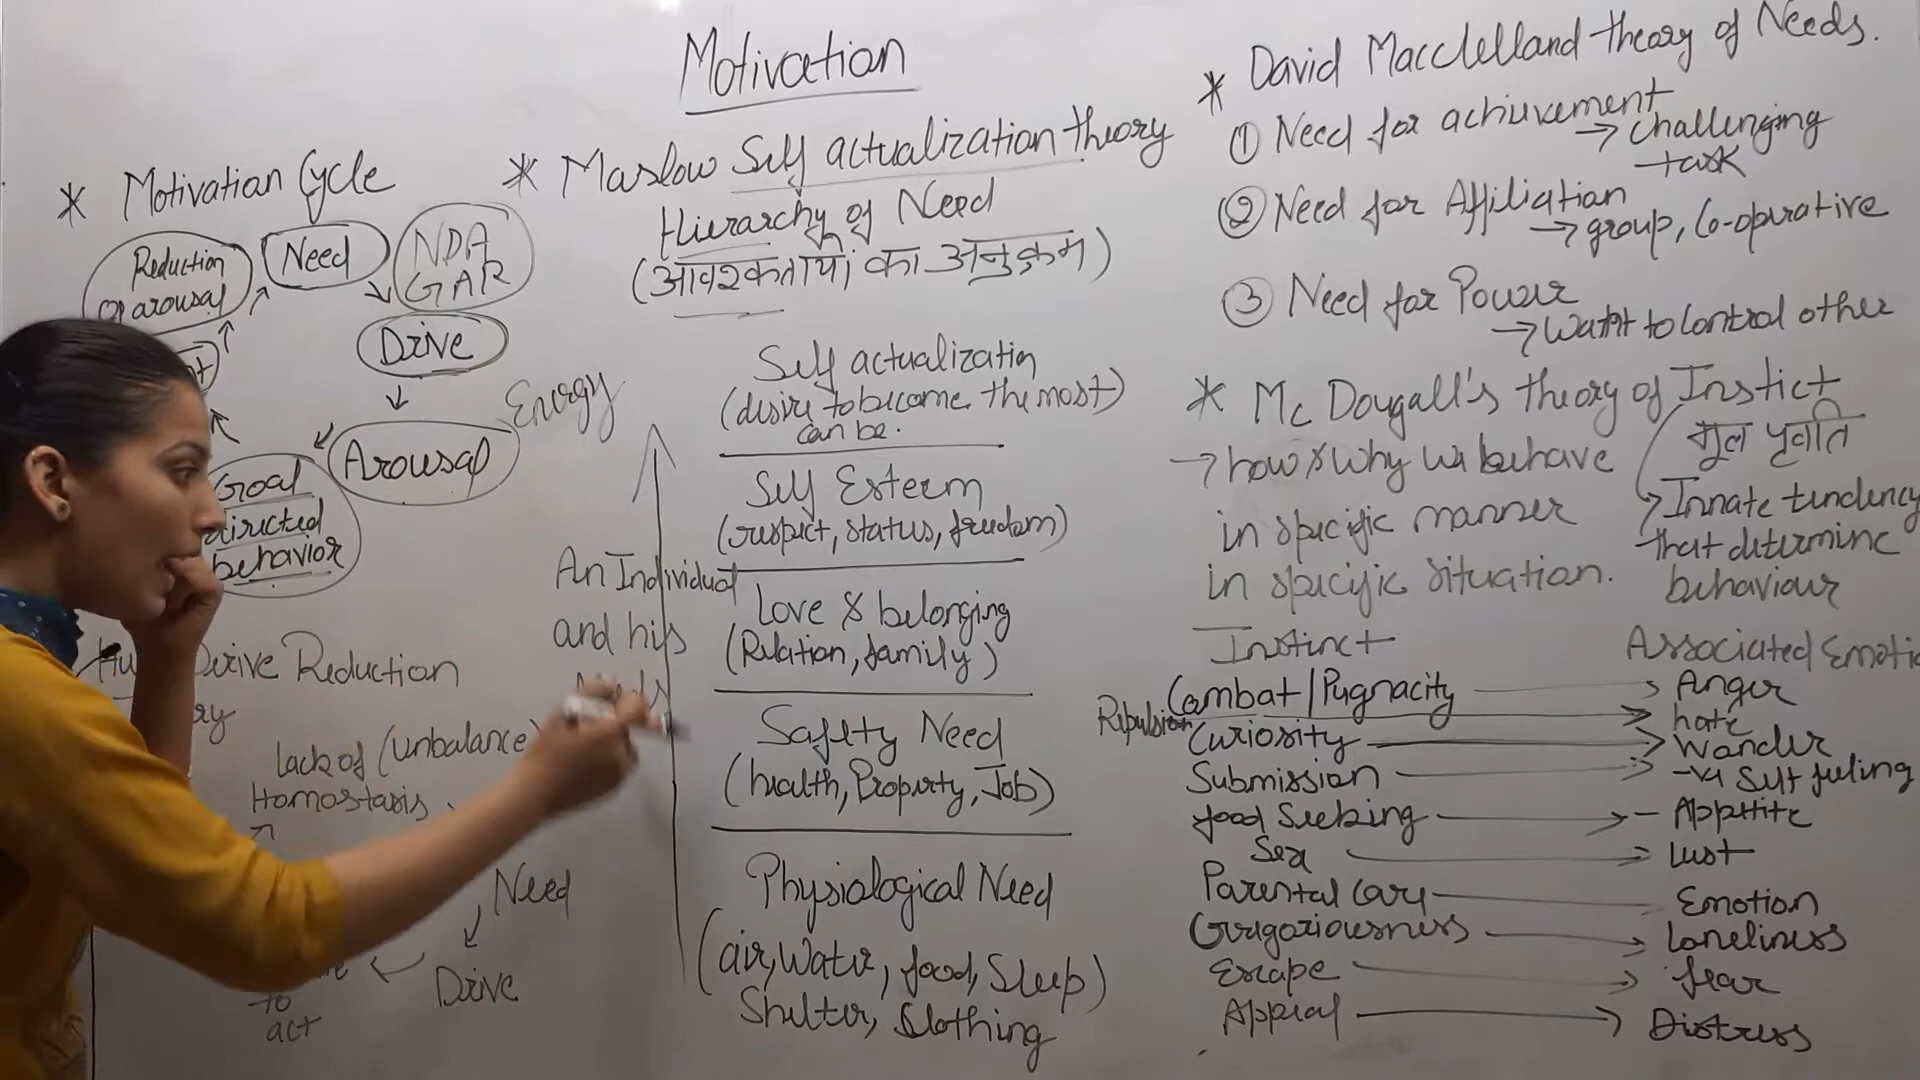 Motivation
* Motivation Cycle
Reduction
of arousal
Need
NDA
GAR
Drive
Arousal
Energy
Goal
directed
behavior
Drive Reduction
lack of (unbalance)
Homostasis.
Need
Drive
to
act
* Maslow Self actualization theory
Hierarchy of Need
(आवश्कतायों का अनुक्रम)
Self actualization
(desire to become the most)
can be.
Self Esteem
(respect, status, freedom)
An Individual
and his
Love & belonging
(Relation, family)
Safety Need
(health, Property, Job)
Physiological Need
(air, Water, food, Sleep)
Shelter, Clothing
* David Macclelland theory of Needs.
① Need for achievement
→ Challenging
task
② Need for Affiliation
→ group, Co-operative
③ Need for Power
→ Want to Control other
* Mc Dougall's theory of Instict
मूल प्रवृति
→ how & Why We behave
in specific manner
in specific situation.
→ Innate tendency
that determine
behaviour
Instinct
Associated Emotio
Combat/Pugnacity → Anger
Repulsion → hate
Curiosity → Wonder
Submission → -ve Self feeling
food Seeking → - Appetite
Sex → Lust
Parental Care Emotion
Gregariousness → Loneliness
Escape → fear
Appeal → Distress